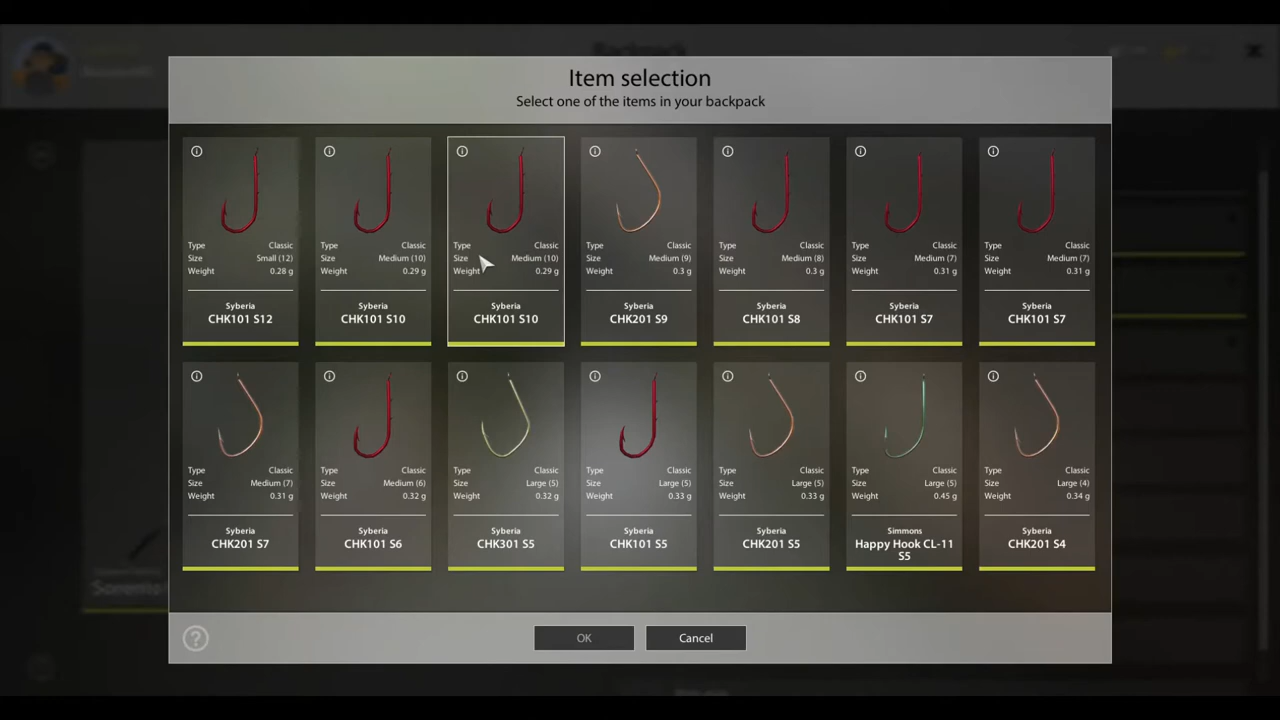 Item selection
Select one of the items in your backpack
Type Classic
Size Small (12)
Weight 0.28 g
Syberia
CHK101 S12
Type Classic
Size Medium (10)
Weight 0.29 g
Syberia
CHK101 S10
Type Classic
Size Medium (10)
Weight 0.29 g
Syberia
CHK101 S10
Type Classic
Size Medium (9)
Weight 0.3 g
Syberia
CHK201 S9
Type Classic
Size Medium (8)
Weight 0.3 g
Syberia
CHK101 S8
Type Classic
Size Medium (7)
Weight 0.31 g
Syberia
CHK101 S7
Type Classic
Size Medium (7)
Weight 0.31 g
Syberia
CHK101 S7
Type Classic
Size Medium (7)
Weight 0.31 g
Syberia
CHK201 S7
Type Classic
Size Medium (6)
Weight 0.32 g
Syberia
CHK101 S6
Type Classic
Size Large (5)
Weight 0.32 g
Syberia
CHK301 S5
Type Classic
Size Large (5)
Weight 0.33 g
Syberia
CHK101 S5
Type Classic
Size Large (5)
Weight 0.33 g
Syberia
CHK201 S5
Type Classic
Size Large (5)
Weight 0.45 g
Simmons
Happy Hook CL-11
S5
Type Classic
Size Large (4)
Weight 0.34 g
Syberia
CHK201 S4
?
OK
Cancel